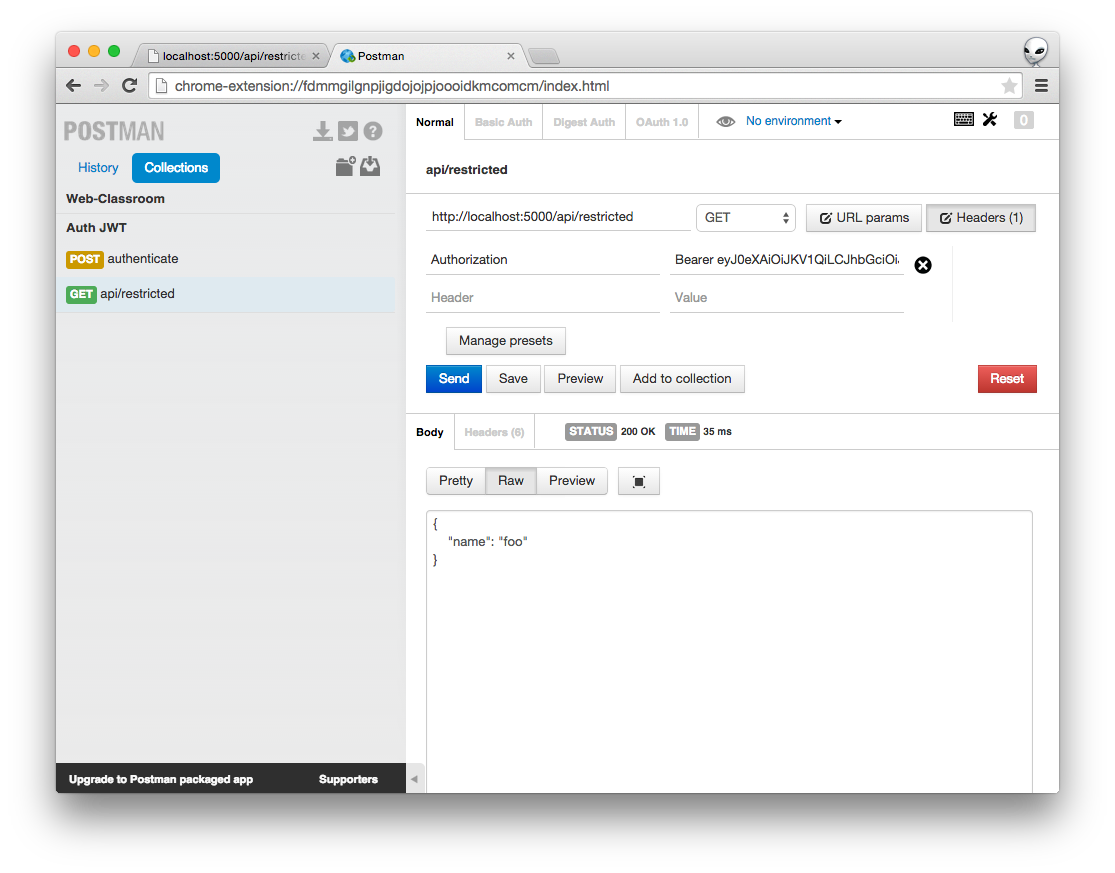 localhost:5000/api/restricte
Postman
chrome-extension://fdmmgilgnpjigdojojpjoooidkmcomcm/index.html
POSTMAN
History Collections
Web-Classroom
Auth JWT
POST authenticate
GET api/restricted
Upgrade to Postman packaged app Supporters
Normal Basic Auth Digest Auth OAuth 1.0 No environment 0
api/restricted
http://localhost:5000/api/restricted GET URL params Headers (1)
Authorization Bearer eyJ0eXAiOiJKV1QiLCJhbGciOi
Header Value
Manage presets
Send Save Preview Add to collection Reset
Body Headers (6) STATUS 200 OK TIME 35 ms
Pretty Raw Preview
{
"name": "foo"
}